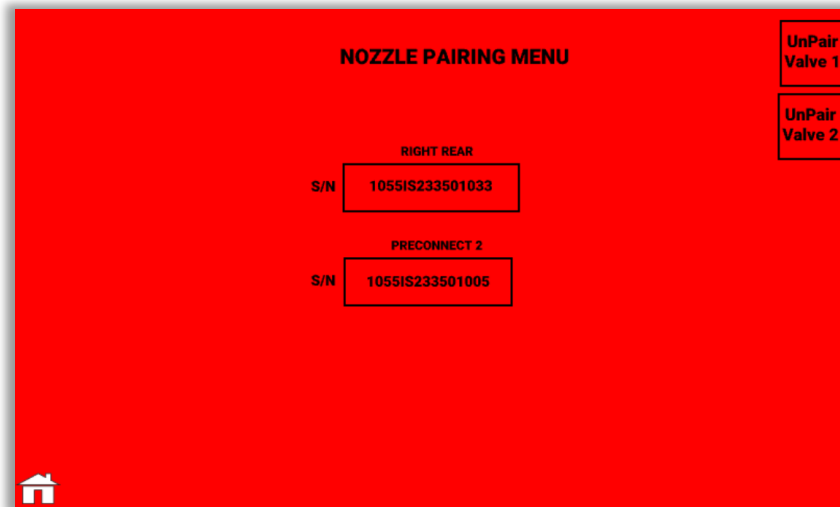 NOZZLE PAIRING MENU
UnPair
Valve 1
UnPair
Valve 2
RIGHT REAR
S/N 1055IS233501033
PRECONNECT 2
S/N 1055IS233501005